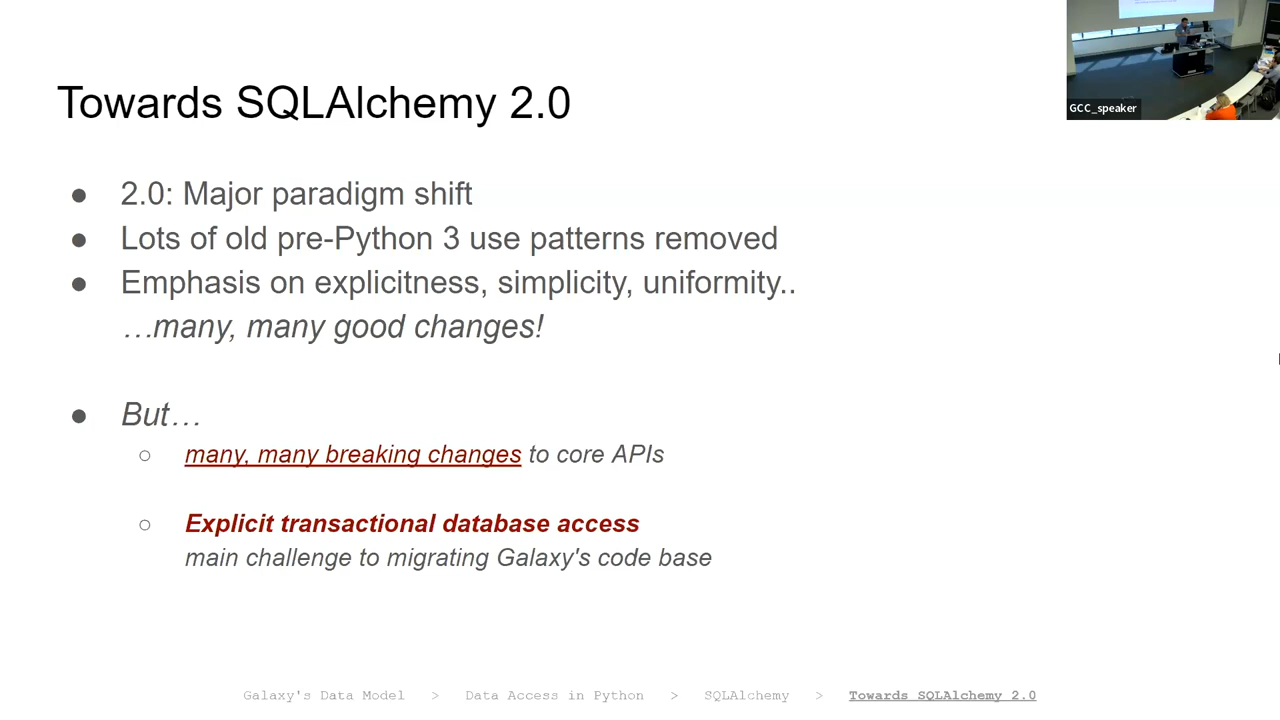 GCC_speaker
Towards SQLAlchemy 2.0
● 2.0: Major paradigm shift
● Lots of old pre-Python 3 use patterns removed
● Emphasis on explicitness, simplicity, uniformity..
…many, many good changes!
● But…
○ many, many breaking changes to core APIs
○ Explicit transactional database access
main challenge to migrating Galaxy's code base
Galaxy's Data Model > Data Access in Python > SQLAlchemy > Towards SQLAlchemy 2.0